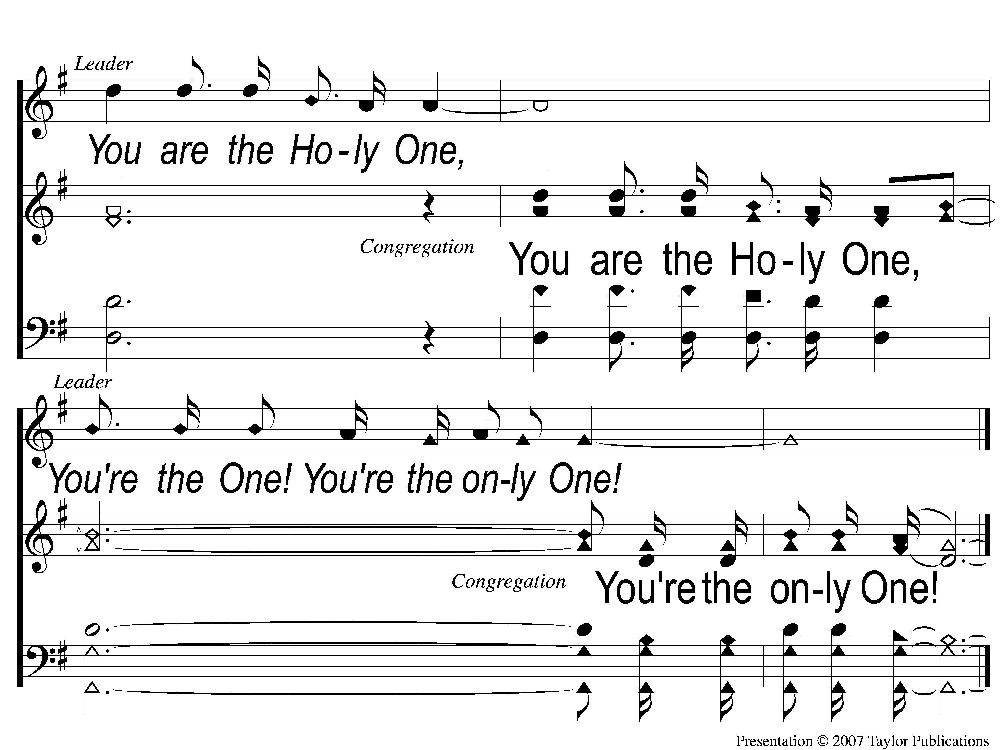 Leader
You are the Ho - ly One,
Congregation
You are the Ho - ly One,
Leader
You're the One! You're the on-ly One!
Congregation
You're the on-ly One!
Presentation © 2007 Taylor Publications